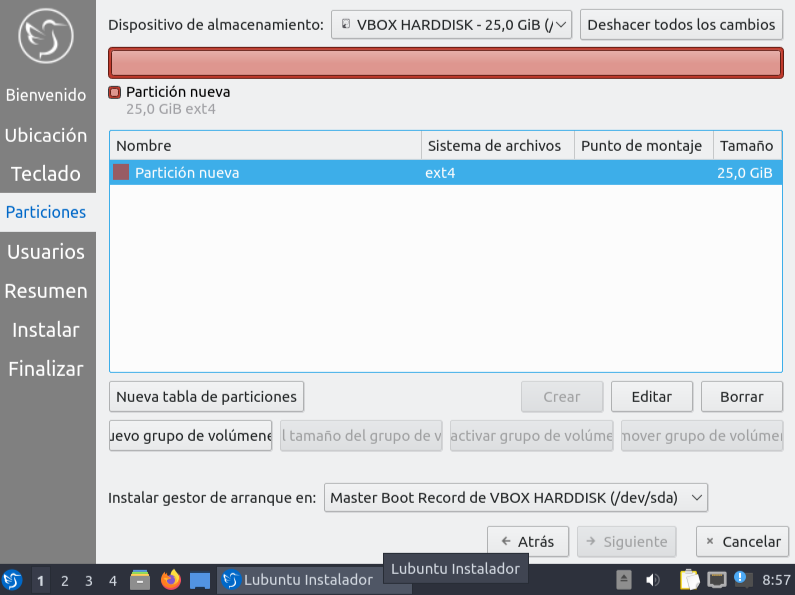 Dispositivo de almacenamiento: VBOX HARDDISK - 25,0 GiB (/ Deshacer todos los cambios
Partición nueva
25,0 GiB ext4
Bienvenido
Ubicación
Teclado
Particiones
Usuarios
Resumen
Instalar
Finalizar
Nombre Sistema de archivos Punto de montaje Tamaño
Partición nueva ext4 25,0 GiB
Nueva tabla de particiones Crear Editar Borrar
uevo grupo de volúmene l tamaño del grupo de v activar grupo de volúme mover grupo de volúmen
Instalar gestor de arranque en: Master Boot Record de VBOX HARDDISK (/dev/sda)
Atrás Siguiente Cancelar
Lubuntu Instalador
1 2 3 4 Lubuntu Instalador 8:57